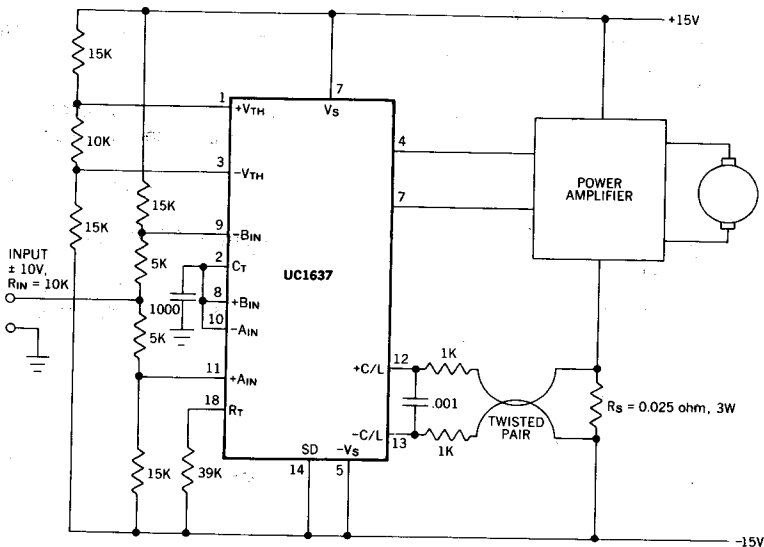 +15V
15K
7
1
+VTH
VS
10K
4
3
-VTH
POWER
AMPLIFIER
7
15K
15K
9
-BIN
INPUT
± 10V,
RIN = 10K
5K
2
CT
UC1637
1000
8
+BIN
10
-AIN
5K
12
1K
+C/L
11
+AIN
18
RT
.001
RS = 0.025 ohm, 3W
TWISTED
PAIR
-C/L
13
1K
15K
39K
SD
-VS
14
5
-15V